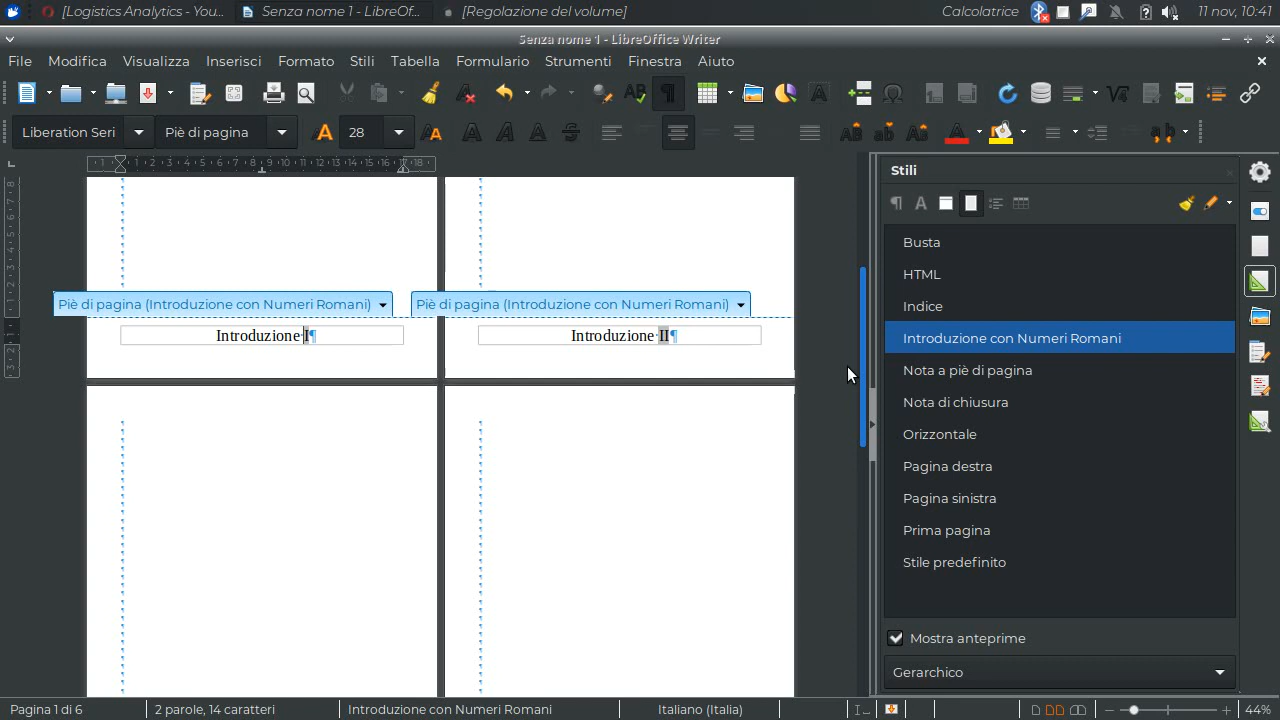 [Logistics Analytics - You...
Senza nome 1 - LibreOf...
[Regolazione del volume]
Calcolatrice
11 nov, 10:41
Senza nome 1 - LibreOffice Writer
File Modifica Visualizza Inserisci Formato Stili Tabella Formulario Strumenti Finestra Aiuto
Liberation Seri
Piè di pagina
28
Stili
Busta
HTML
Indice
Introduzione con Numeri Romani
Nota a piè di pagina
Nota di chiusura
Orizzontale
Pagina destra
Pagina sinistra
Prima pagina
Stile predefinito
Mostra anteprime
Gerarchico
Piè di pagina (Introduzione con Numeri Romani)
Piè di pagina (Introduzione con Numeri Romani)
Introduzione·I¶
Introduzione·II¶
Pagina 1 di 6
2 parole, 14 caratteri
Introduzione con Numeri Romani
Italiano (Italia)
44%